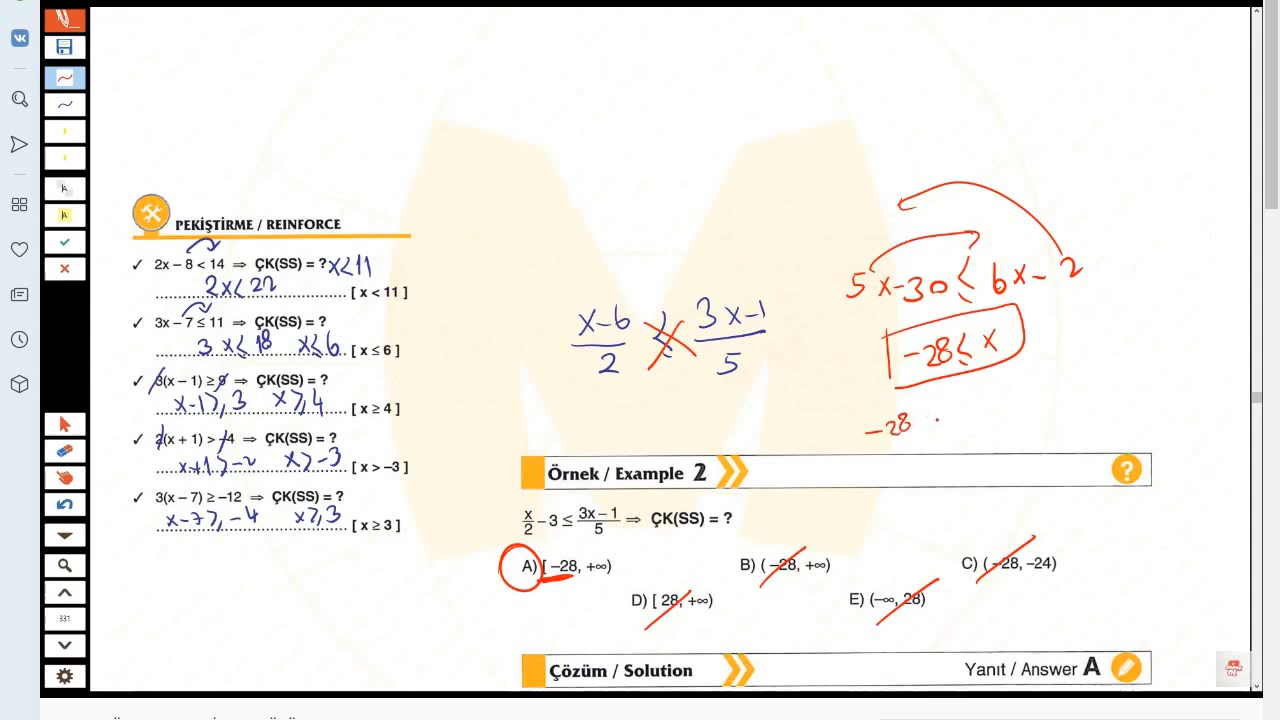 PEKİŞTİRME / REINFORCE
✓ 2x – 8 < 14 ⇒ ÇK(SS) = ? x<11
2x<22 [ x < 11 ]
✓ 3x – 7 ≤ 11 ⇒ ÇK(SS) = ?
3x≤18 x≤6 [ x ≤ 6 ]
✓ 3(x – 1) ≥ 9 ⇒ ÇK(SS) = ?
x-1≥3 x≥4 [ x ≥ 4 ]
✓ 2(x + 1) > –4 ⇒ ÇK(SS) = ?
x+1>-2 x>-3 [ x > –3 ]
✓ 3(x – 7) ≥ –12 ⇒ ÇK(SS) = ?
x-7≥-4 x≥3 [ x ≥ 3 ]
x-6/2 ≤ 3x-1/5
5x-30≤6x-2
-28≤x
-28
Örnek / Example 2
?
x/2 – 3 ≤ 3x – 1/5 ⇒ ÇK(SS) = ?
A) [ –28, +∞)
B) ( –28, +∞)
C) ( –28, –24)
D) [ 28, +∞)
E) (–∞, 28)
Çözüm / Solution
Yanıt / Answer A
A
A
331